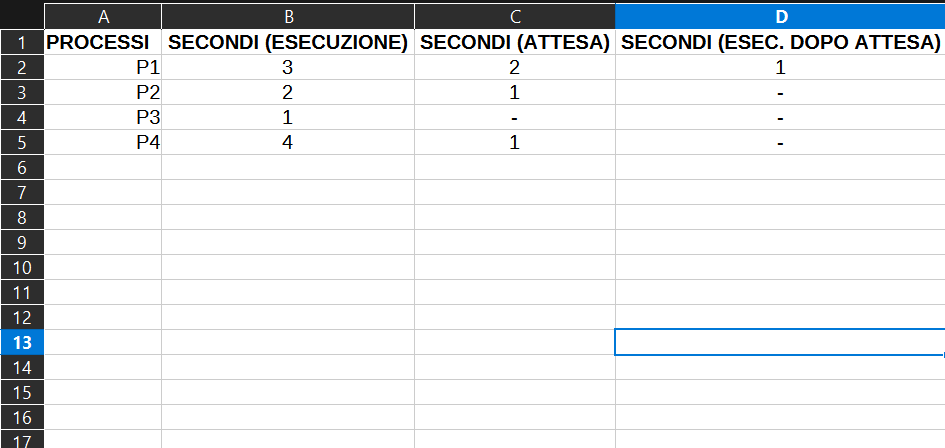 A B C D
1 PROCESSI SECONDI (ESECUZIONE) SECONDI (ATTESA) SECONDI (ESEC. DOPO ATTESA)
2 P1 3 2 1
3 P2 2 1 -
4 P3 1 - -
5 P4 4 1 -
6
7
8
9
10
11
12
13
14
15
16
17